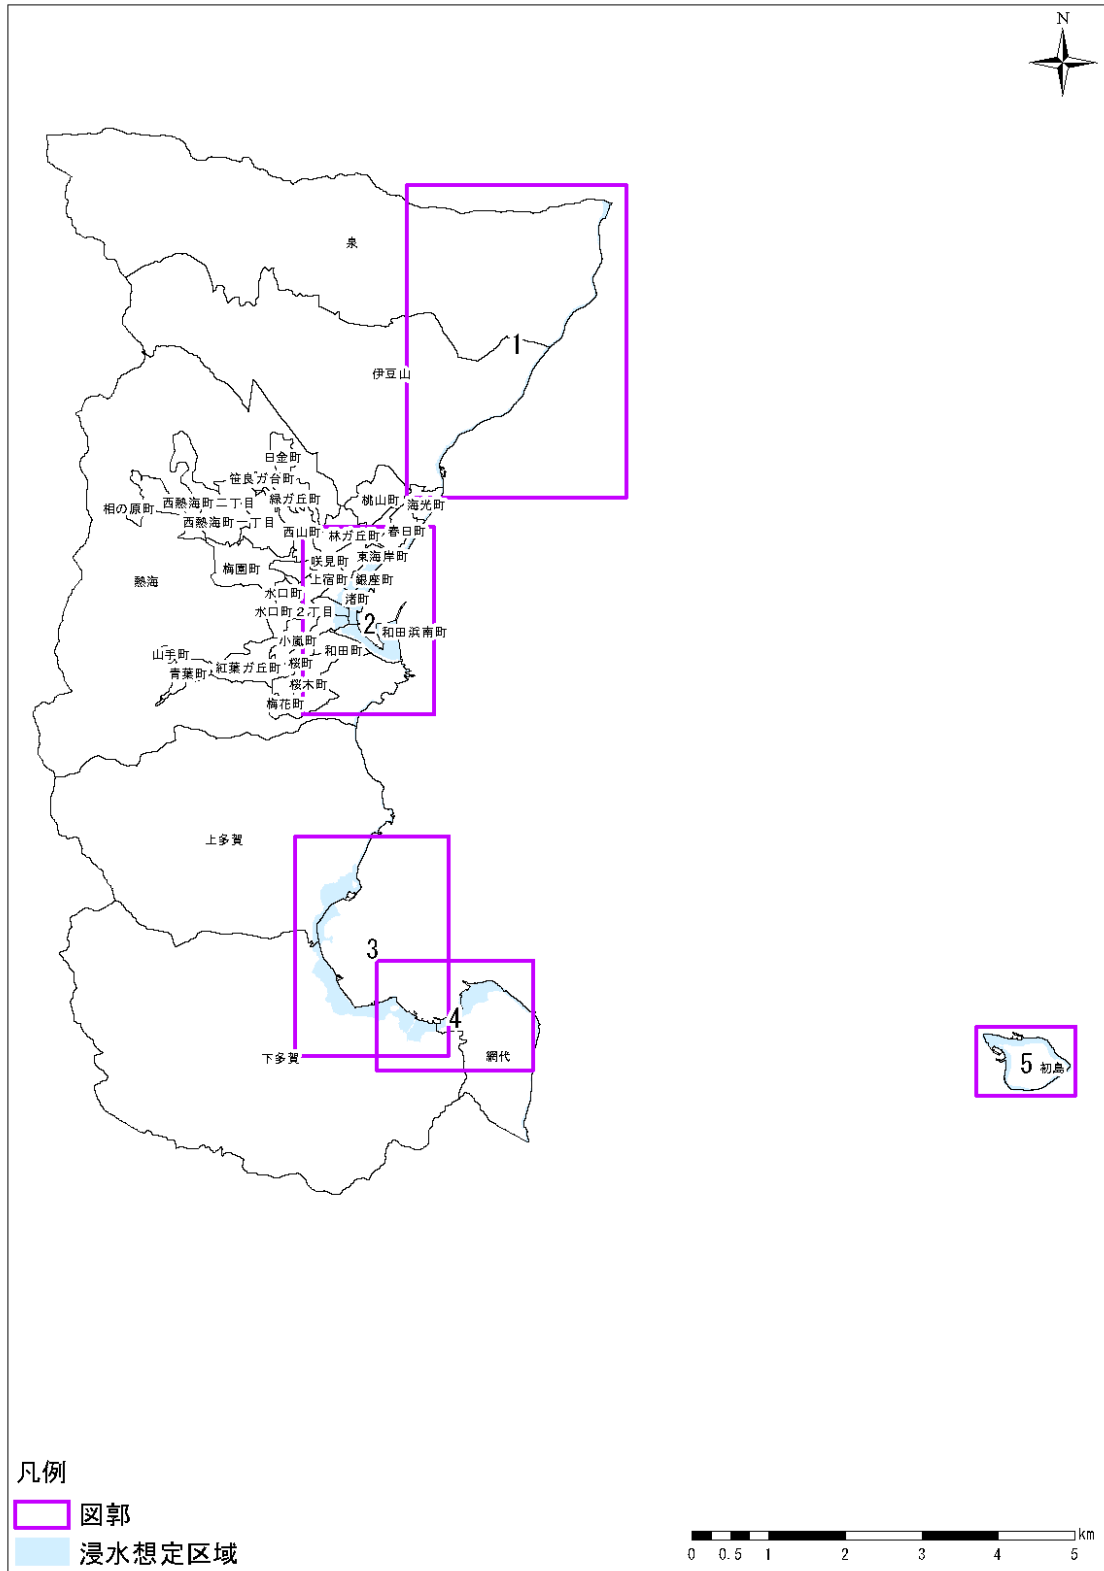 N
泉
1
伊豆山
日金町
笹良ガ台町
西熱海町二丁目
緑ガ丘町
桃山町
海光町
相の原町
西熱海町一丁目
西山町
林ガ丘町
春日町
咲見町
東海岸町
梅園町
熱海
上宿町
銀座町
水口町
渚町
水口町2丁目
2
和田浜南町
小嵐町
和田町
山手町
紅葉ガ丘町
桜町
青葉町
桜木町
梅花町
上多賀
3
4
下多賀
網代
5
初島
凡例
図郭
浸水想定区域
km
0 0.5 1 2 3 4 5